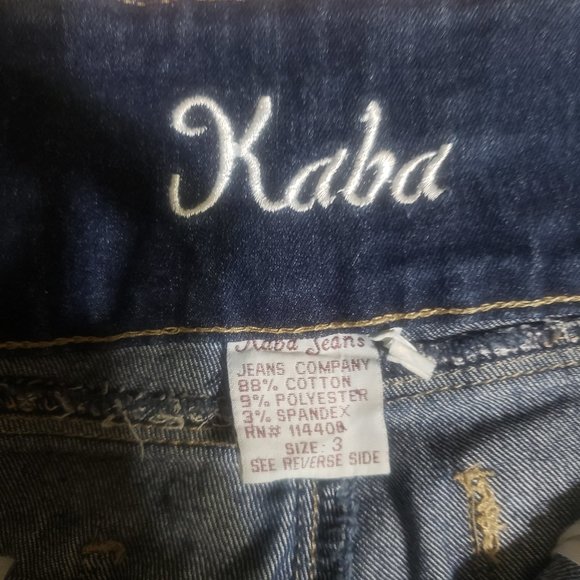 Kaba
Kaba Jeans
JEANS COMPANY
88% COTTON
9% POLYESTER
3% SPANDEX
RN# 114408
SIZE: 3
SEE REVERSE SIDE